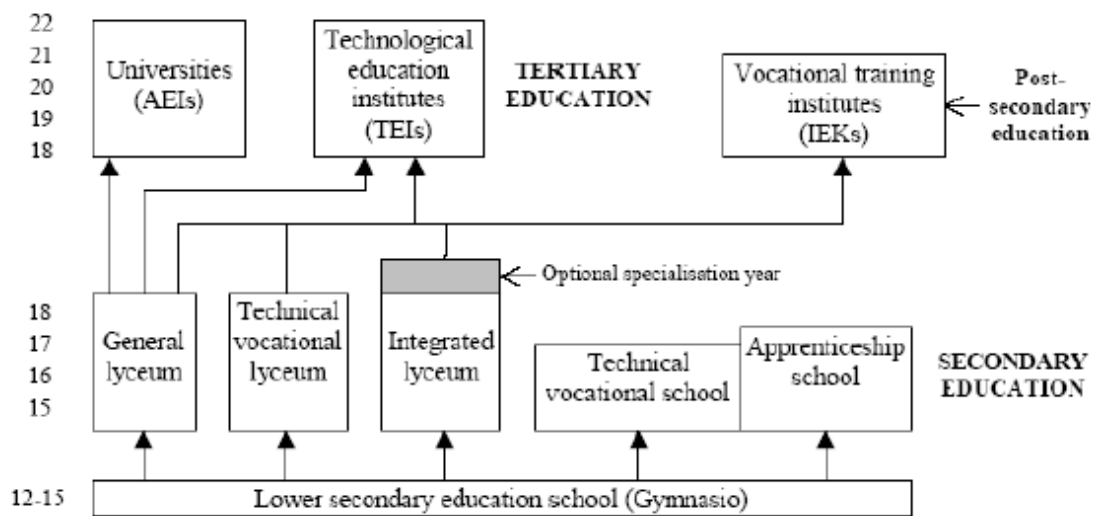 22
21
20
19
18
Universities
(AEIs)
Technological
education
institutes
(TEIs)
TERTIARY
EDUCATION
Vocational training
institutes
(IEKs)
Post-
secondary
education
Optional specialisation year
18
17
16
15
General
lyceum
Technical
vocational
lyceum
Integrated
lyceum
Technical
vocational school
Apprenticeship
school
SECONDARY
EDUCATION
12-15
Lower secondary education school (Gymnasio)